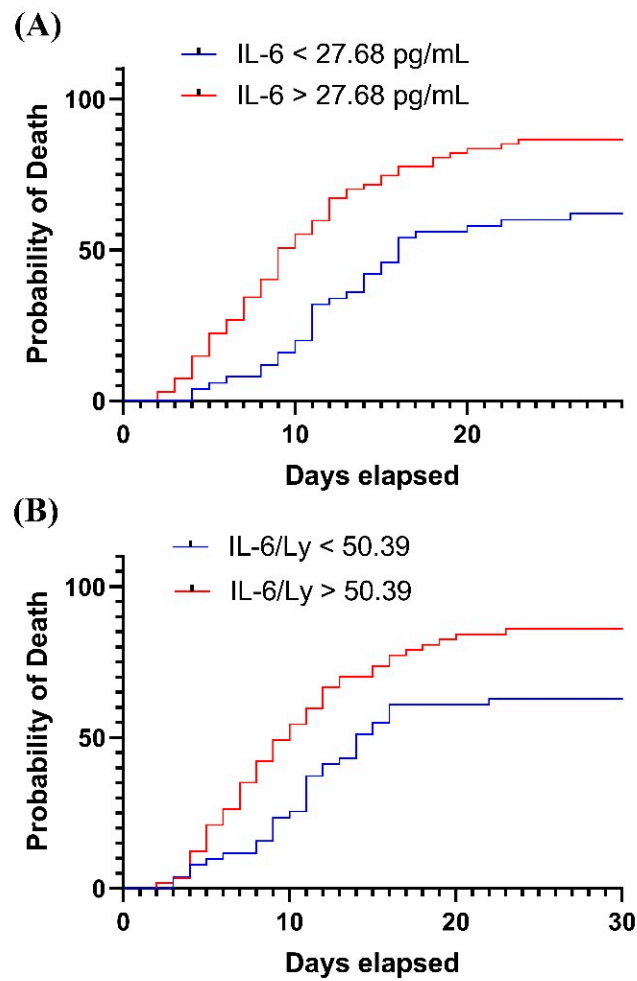 (A)
IL-6 < 27.68 pg/mL
IL-6 > 27.68 pg/mL
Probability of Death
100
50
0
0 10 20
Days elapsed
(B)
IL-6/Ly < 50.39
IL-6/Ly > 50.39
Probability of Death
100
50
0
0 10 20 30
Days elapsed